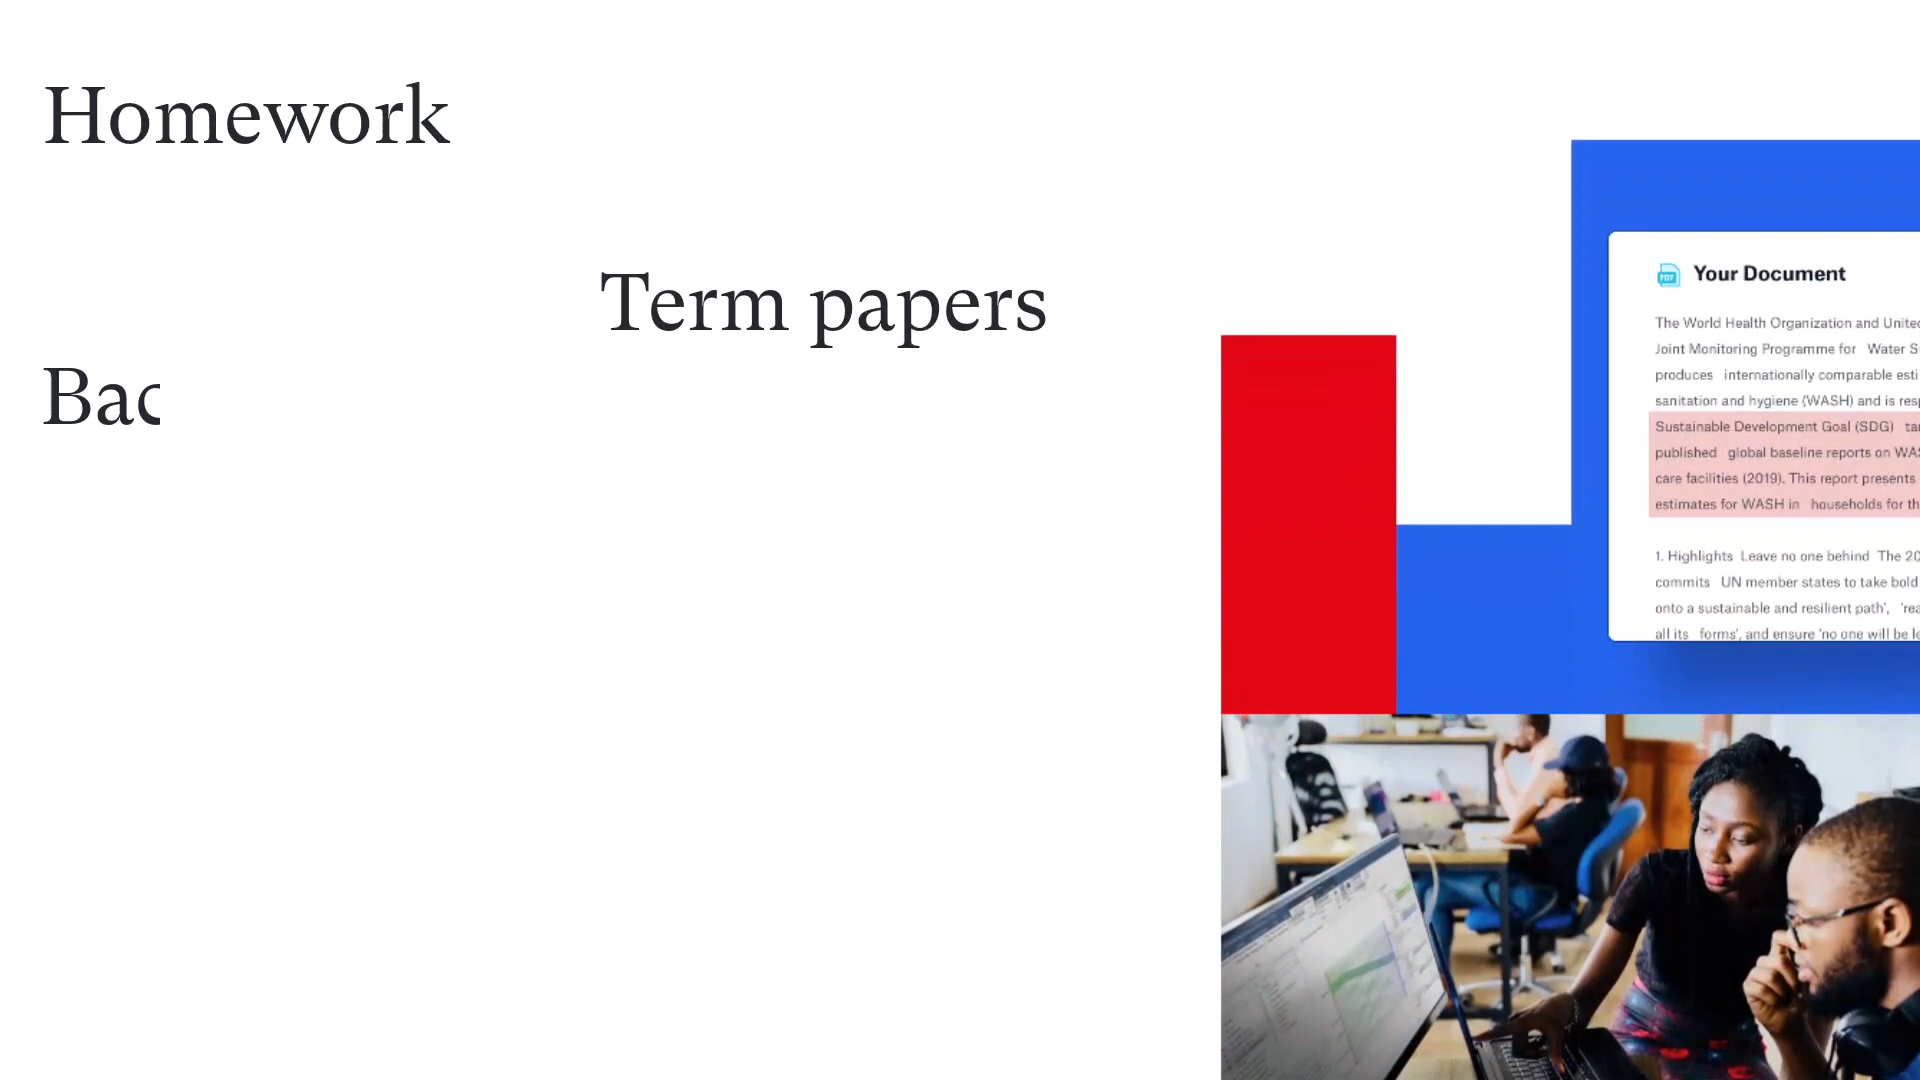 Homework
Term papers
Bac
Your Document
The World Health Organization and United
Joint Monitoring Programme for Water S
produces internationally comparable esti
sanitation and hygiene (WASH) and is resp
Sustainable Development Goal (SDG) ta
published global baseline reports on WAS
care facilities (2019). This report presents
estimates for WASH in households for th
1. Highlights Leave no one behind The 20
commits UN member states to take bold
onto a sustainable and resilient path', 'rea
all its forms', and ensure 'no one will be le